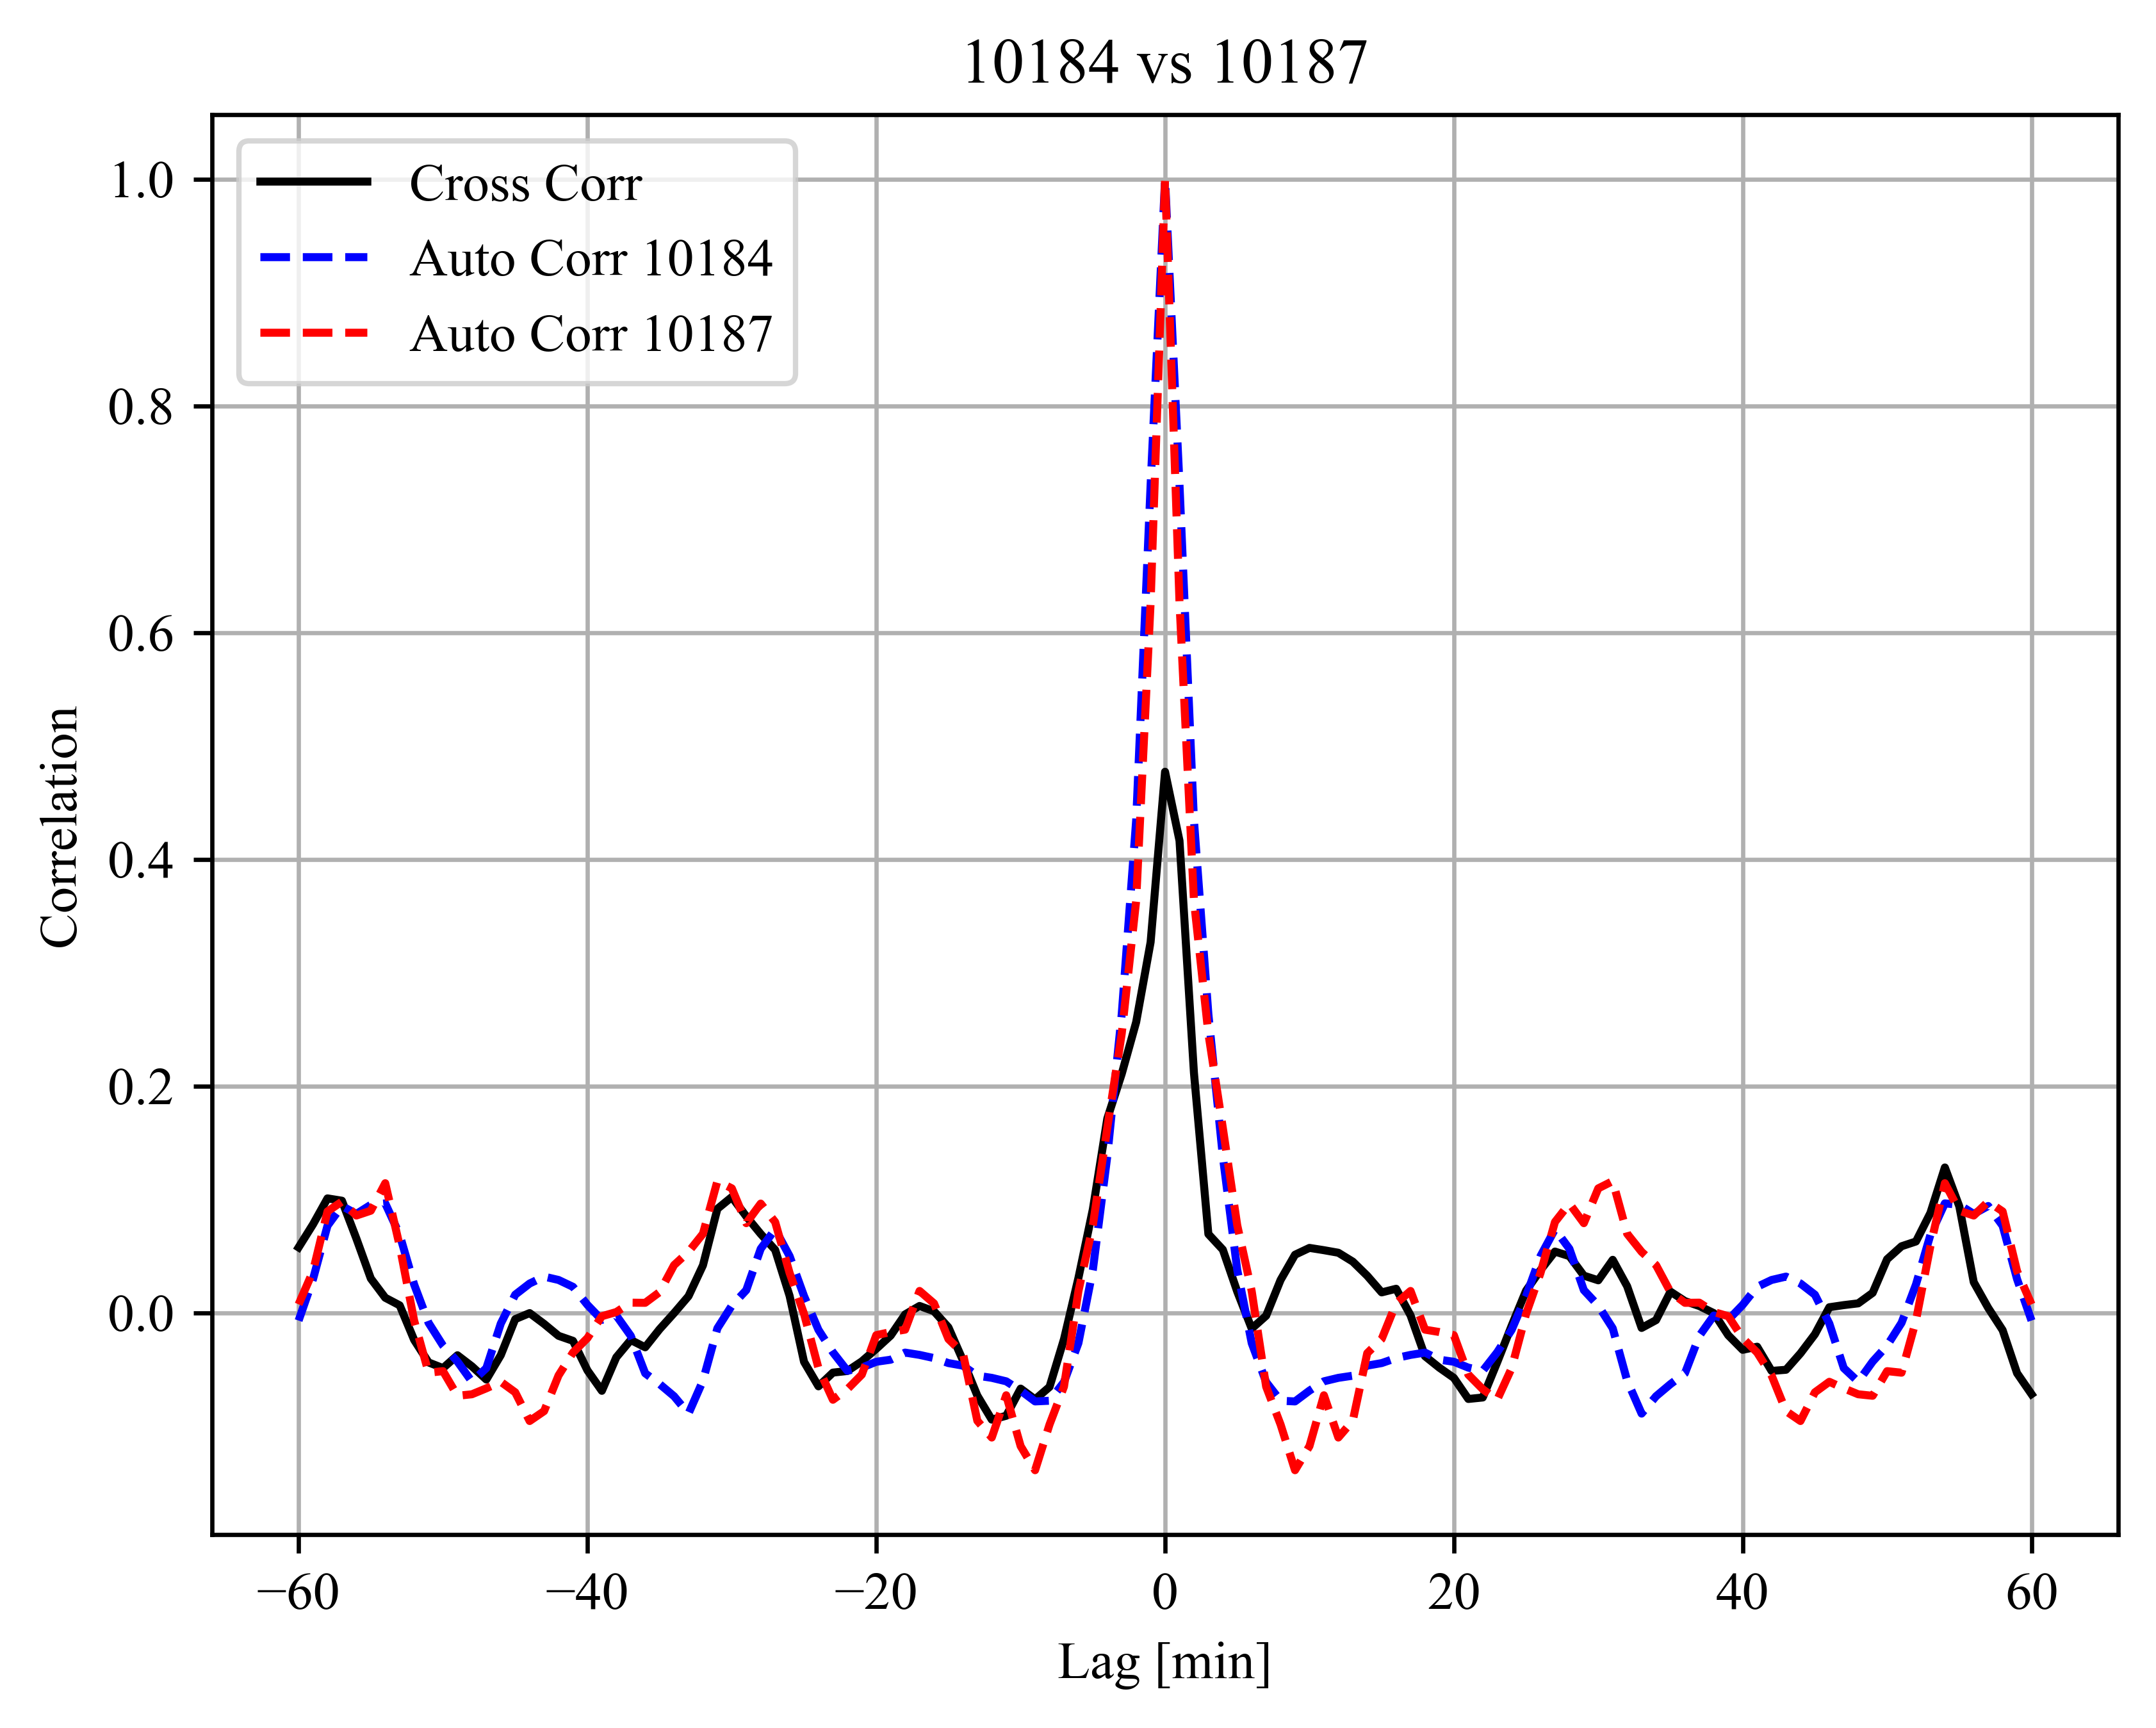 10184 vs 10187
Cross Corr
Auto Corr 10184
Auto Corr 10187
1.0
0.8
0.6
0.4
0.2
0.0
Correlation
−60 −40 −20 0 20 40 60
Lag [min]